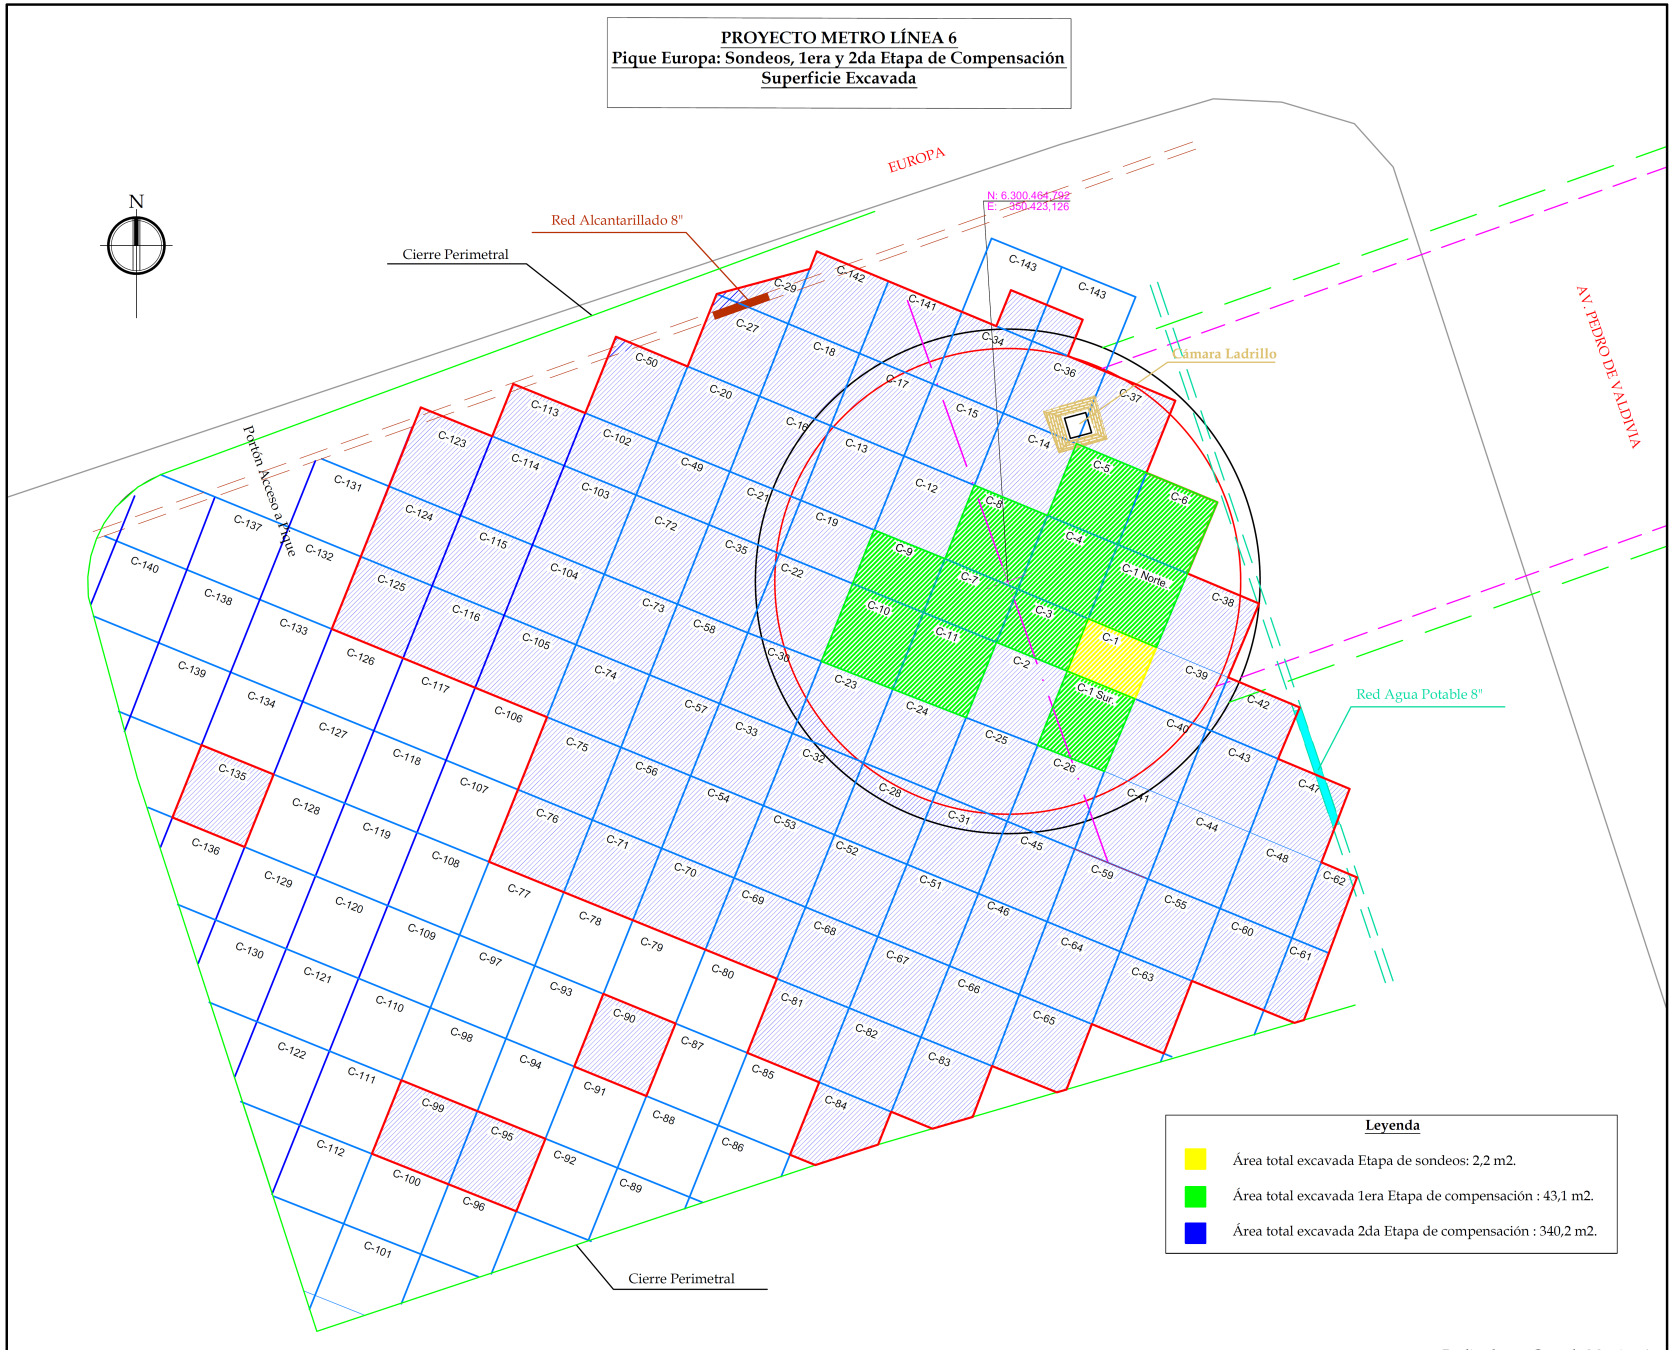 PROYECTO METRO LÍNEA 6
Pique Europa: Sondeos, 1era y 2da Etapa de Compensación
Superficie Excavada
EUROPA
N
N: 6.300.464,792
E: 350.423,126
Red Alcantarillado 8"
Cierre Perimetral
Cámara Ladrillo
AV. PEDRO DE VALDIVIA
Portón Acceso a Pique
Red Agua Potable 8"
C-143
C-143
C-142
C-29
C-141
C-27
C-34
C-18
C-50
C-36
C-17
C-37
C-20
C-113
C-15
C-16
C-123
C-102
C-14
C-13
C-114
C-49
C-5
C-131
C-103
C-21
C-12
C-6
C-8
C-124
C-72
C-19
C-137
C-115
C-35
C-4
C-132
C-104
C-9
C-140
C-22
C-7
C-1 Norte.
C-125
C-138
C-73
C-10
C-38
C-116
C-58
C-3
C-133
C-105
C-11
C-1
C-126
C-30
C-2
C-139
C-74
C-39
C-117
C-23
C-1 Sur.
C-134
C-57
C-24
C-42
C-106
C-33
C-127
C-25
C-40
C-75
C-118
C-32
C-43
C-56
C-26
C-135
C-107
C-28
C-47
C-54
C-41
C-128
C-76
C-31
C-53
C-44
C-119
C-71
C-45
C-136
C-108
C-52
C-48
C-70
C-59
C-129
C-77
C-51
C-62
C-69
C-120
C-78
C-46
C-55
C-109
C-68
C-60
C-79
C-64
C-130
C-97
C-67
C-61
C-121
C-80
C-63
C-93
C-66
C-110
C-81
C-90
C-65
C-98
C-82
C-122
C-87
C-94
C-83
C-111
C-85
C-91
C-99
C-84
C-88
C-95
C-112
C-86
C-92
C-100
C-89
C-96
C-101
Cierre Perimetral
Leyenda
Área total excavada Etapa de sondeos: 2,2 m2.
Área total excavada 1era Etapa de compensación : 43,1 m2.
Área total excavada 2da Etapa de compensación : 340,2 m2.